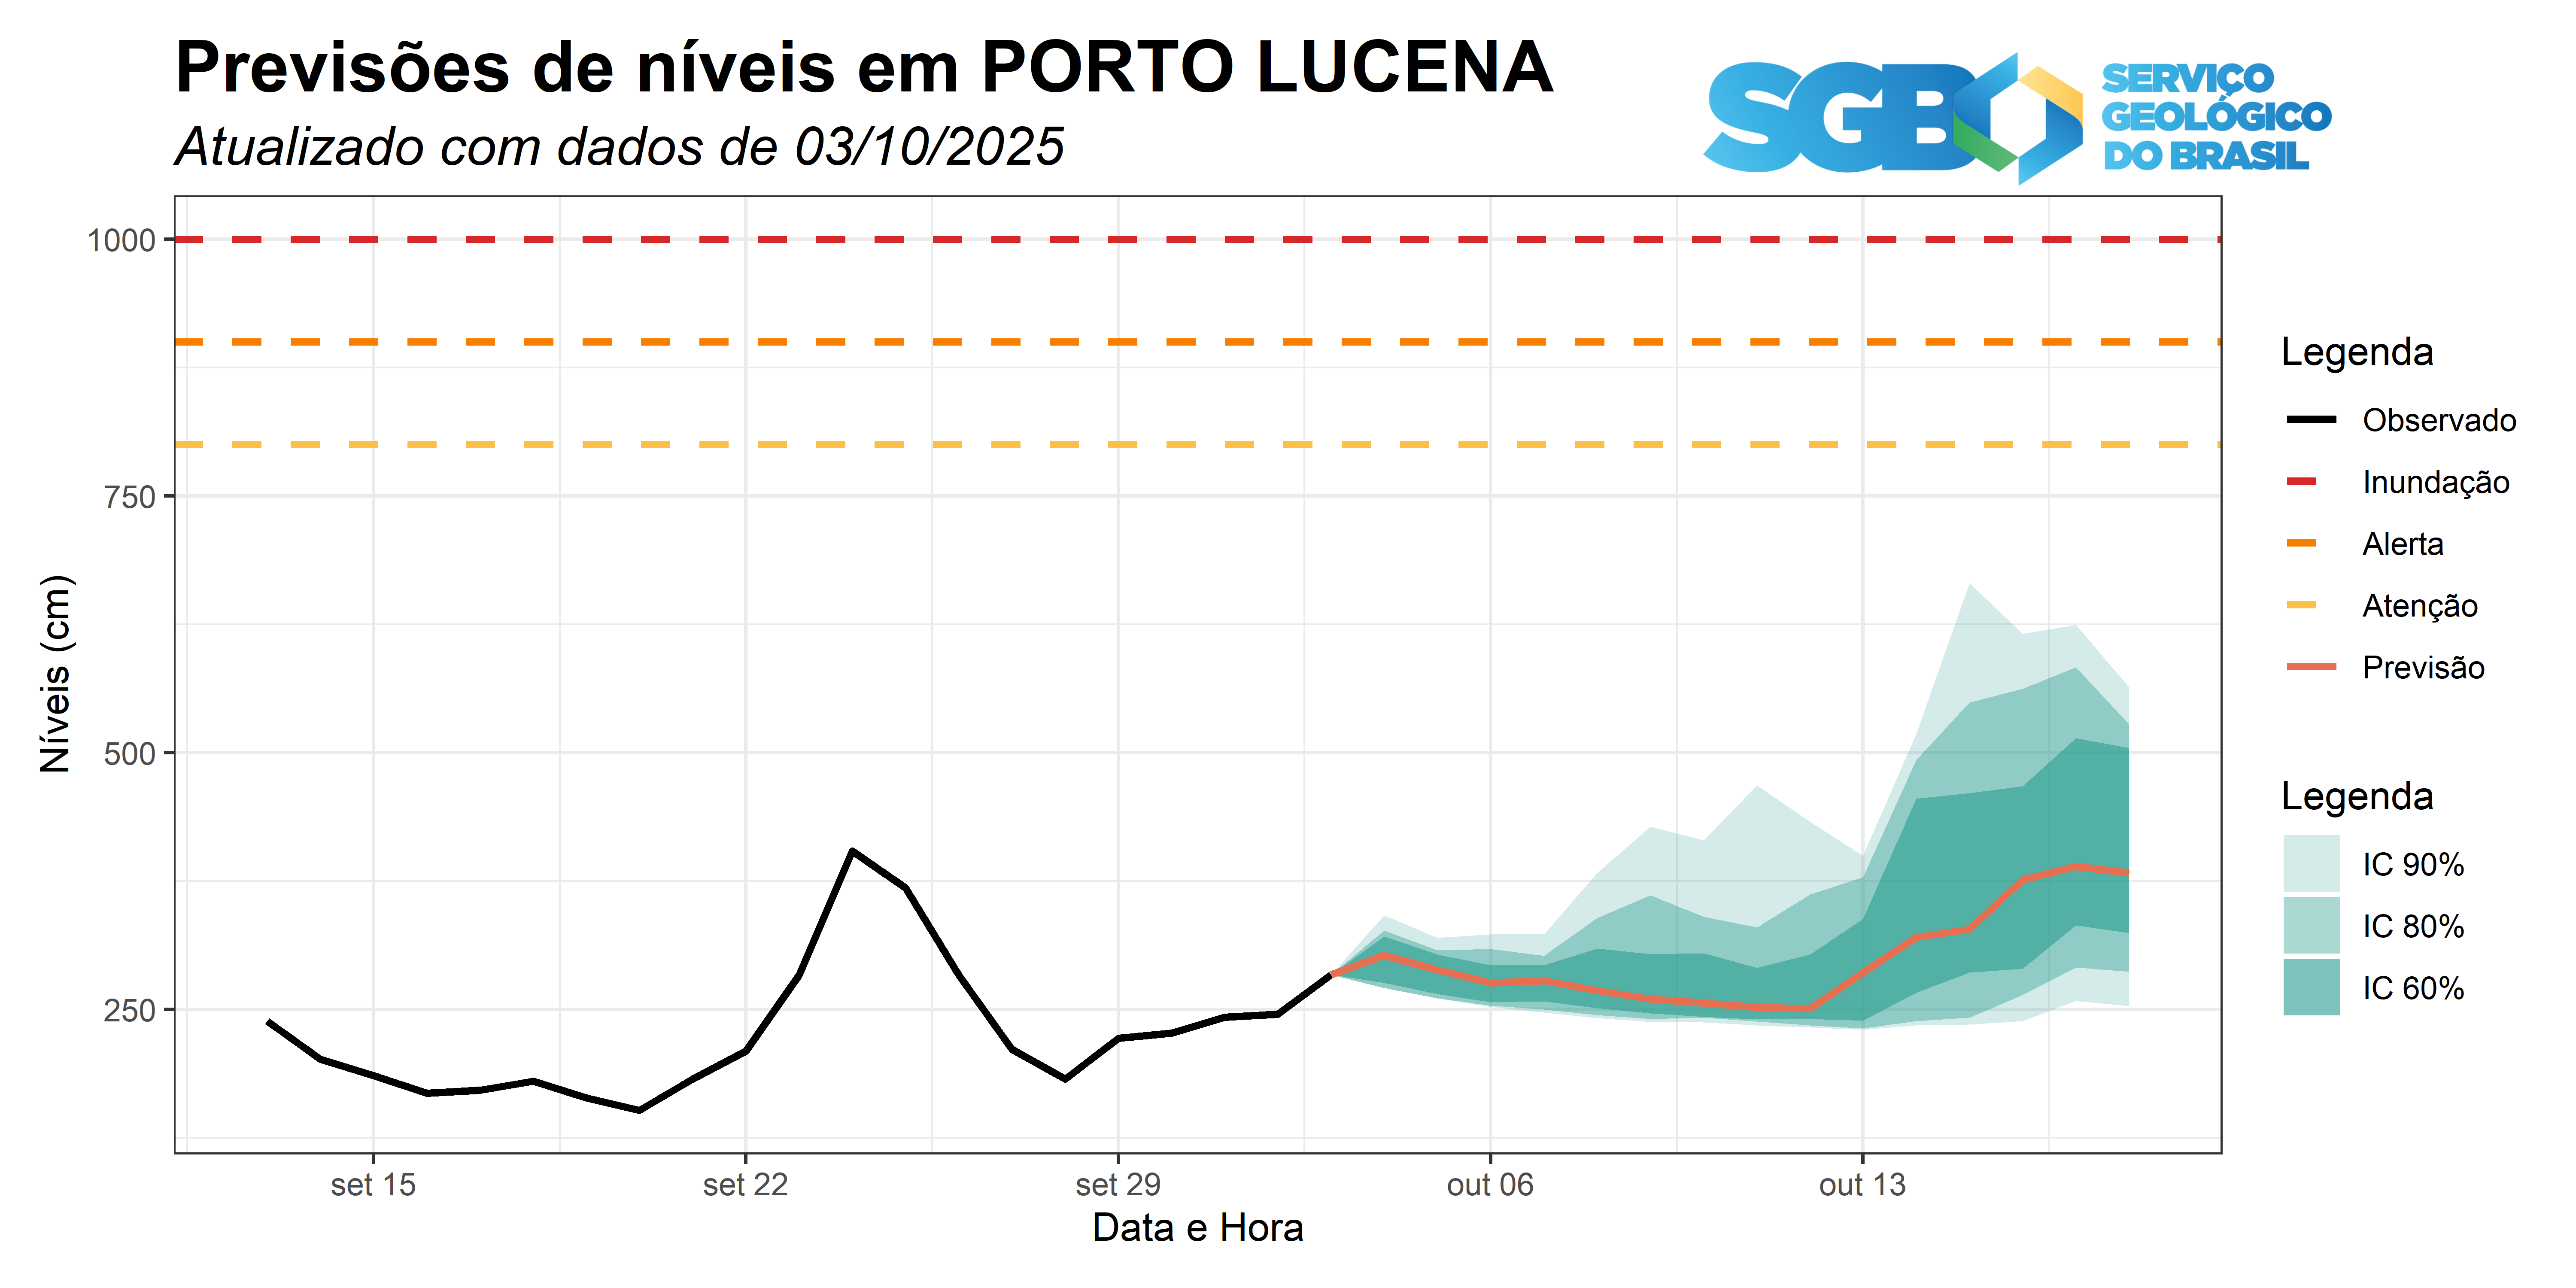 Previsões de níveis em PORTO LUCENA
Atualizado com dados de 03/10/2025
SGB
SERVIÇO
GEOLÓGICO
DO BRASIL
1000
750
500
250
Níveis (cm)
set 15
set 22
set 29
out 06
out 13
Data e Hora
Legenda
Observado
Inundação
Alerta
Atenção
Previsão
Legenda
IC 90%
IC 80%
IC 60%